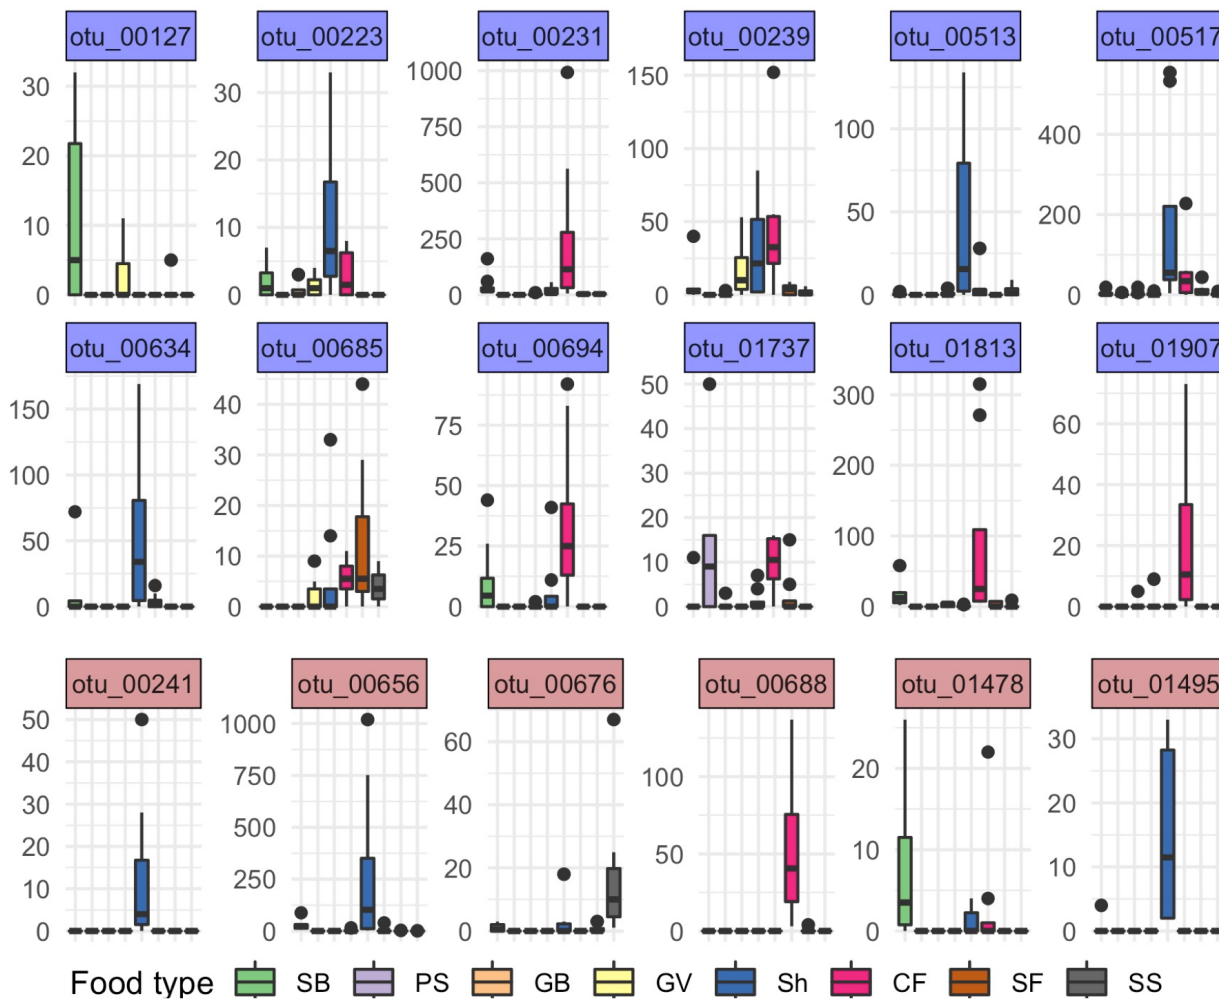 otu_00127 otu_00223 otu_00231 otu_00239 otu_00513 otu_00517
30 20 10 0
30 20 10 0
1000 750 500 250 0
150 100 50 0
100 50 0
400 200 0
otu_00634 otu_00685 otu_00694 otu_01737 otu_01813 otu_01907
150 100 50 0
40 30 20 10 0
75 50 25 0
50 40 30 20 10 0
300 200 100 0
60 40 20 0
otu_00241 otu_00656 otu_00676 otu_00688 otu_01478 otu_01495
50 40 30 20 10 0
1000 750 500 250 0
60 40 20 0
100 50 0
20 10 0
30 20 10 0
Food type SB PS GB GV Sh CF SF SS